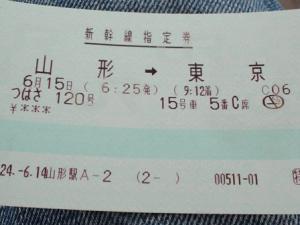 新幹線指定券
山形 → 東京
6月15日 ( 6:25発) (9:12着) C06
つばさ 120号 15号車 5番C席
¥***
24.-6.14山形駅A-2 (2- ) 00511-01